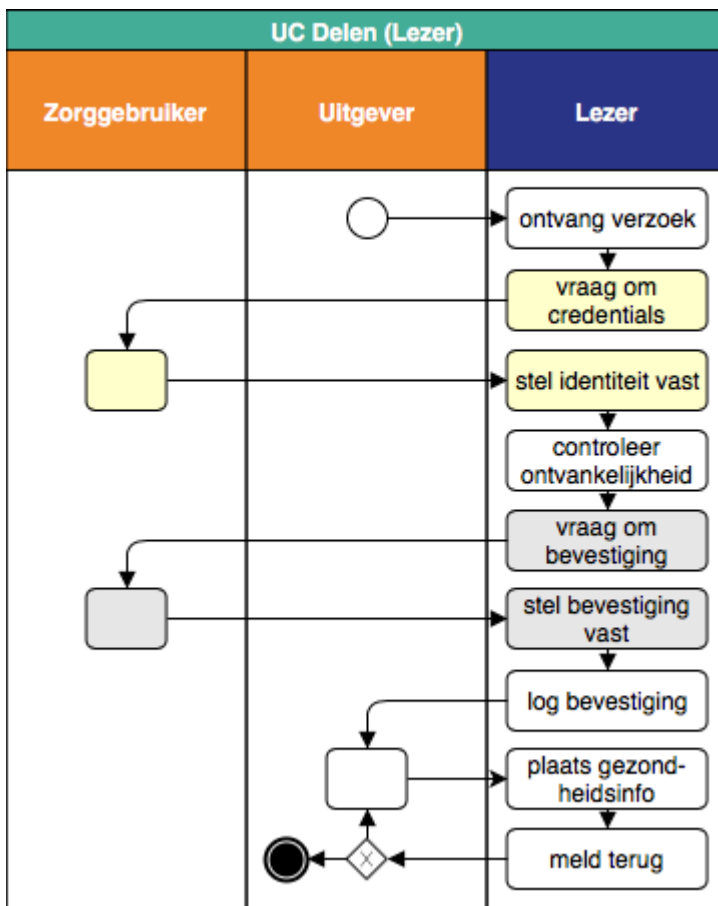 UC Delen (Lezer)
Zorggebruiker
Uitgever
Lezer
ontvang verzoek
vraag om
credentials
stel identiteit vast
controleer
ontvankelijkheid
vraag om
bevestiging
stel bevestiging
vast
log bevestiging
plaats gezond-
heidsinfo
meld terug
X